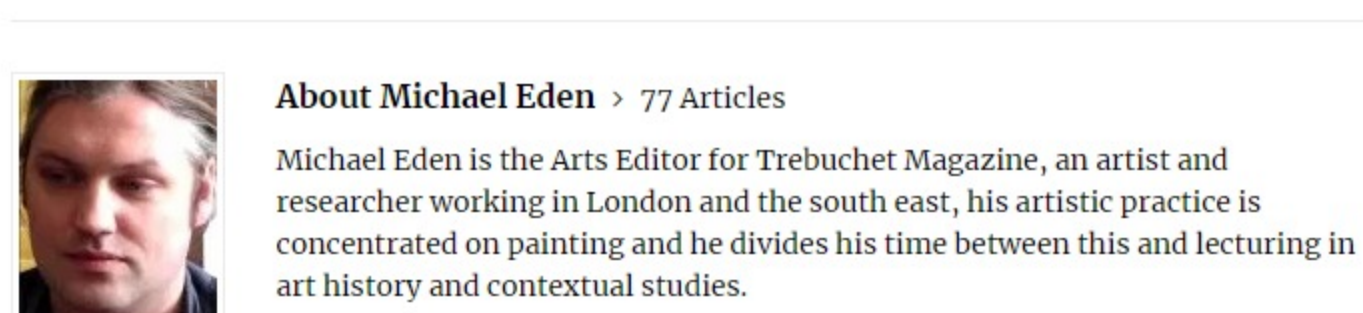 About Michael Eden > 77 Articles
Michael Eden is the Arts Editor for Trebuchet Magazine, an artist and
researcher working in London and the south east, his artistic practice is
concentrated on painting and he divides his time between this and lecturing in
art history and contextual studies.